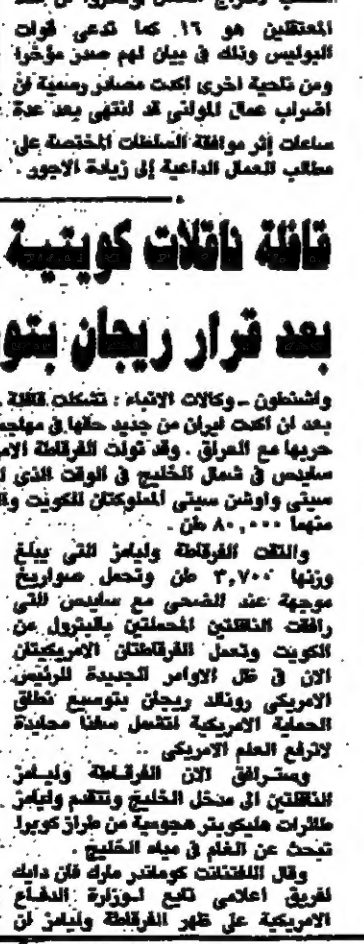 المعتقلين هو ١٦ كما تدعي قوات
البوليس وذلك في بيان لهم صدر مؤخرا
ومن ناحية اخرى اكدت مصادر رسمية ان
اضراب عمال الموانى قد انتهى بعد عدة
ساعات إثر موافقة السلطات المختصة على
مطالب العمال الداعية إلى زيادة الاجور .
قافلة ناقلات كويتية
بعد قرار ريجان بتو
واشنطون ـ وكالات الانباء : تشكلت قافلة
بعد ان اكدت ايران من جديد حقها في مهاجم
حربها مع العراق . وقد تولت الفرقاطة الام
سايدس في شمال الخليج في الوقت الذي
سيتي واوشن سيتي المملوكتان للكويت و
منهما ٨٠,٠٠٠ طن .
والتقت الفرقاطة وليامز التي يبلغ
وزنها ٣,٧٠٠ طن وتحمل صواريخ
موجهة عند الضحى مع سايدس التي
رافقت الناقلتين المحملتين بالبترول من
الكويت وتعمل الفرقاطتان الامريكيتان
الان في ظل الاوامر الجديدة للرئيس
الامريكي رونالد ريجان بتوسيع نطاق
الحماية الامريكية لتشمل سفنا محايدة
لاترفع العلم الامريكي
وسترافق الان الفرقاطة وليامز
الناقلتين الى مدخل الخليج وتتقدم وليامز
طائرات هليكوبتر هجومية من طراز كوبرا
تبحث عن الغام في مياه الخليج .
وقال اللفتنانت كوماندر مارك فان دايك
لفريق اعلامي تابع لوزارة الدفاع
الامريكية على ظهر الفرقاطة وليامز ان